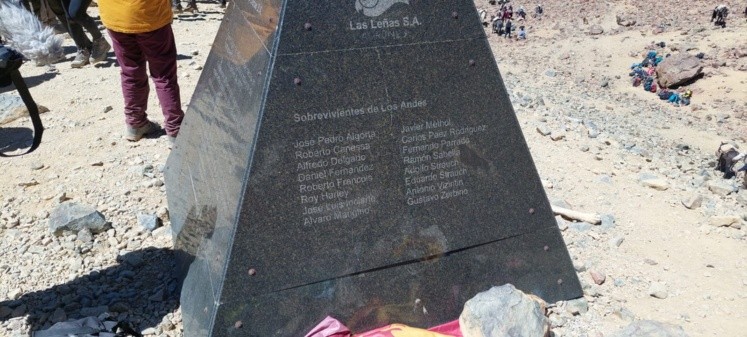 Las Leñas S.A.
Sobrevivientes de Los Andes
José Pedro Algorta
Roberto Canessa
Alfredo Delgado
Daniel Fernández
Roberto François
Roy Harley
José Luis Inciarte
Alvaro Mangino
Javier Methol
Carlos Páez Rodríguez
Fernando Parrado
Ramón Sabella
Adolfo Strauch
Eduardo Strauch
Antonio Vizintín
Gustavo Zerbino